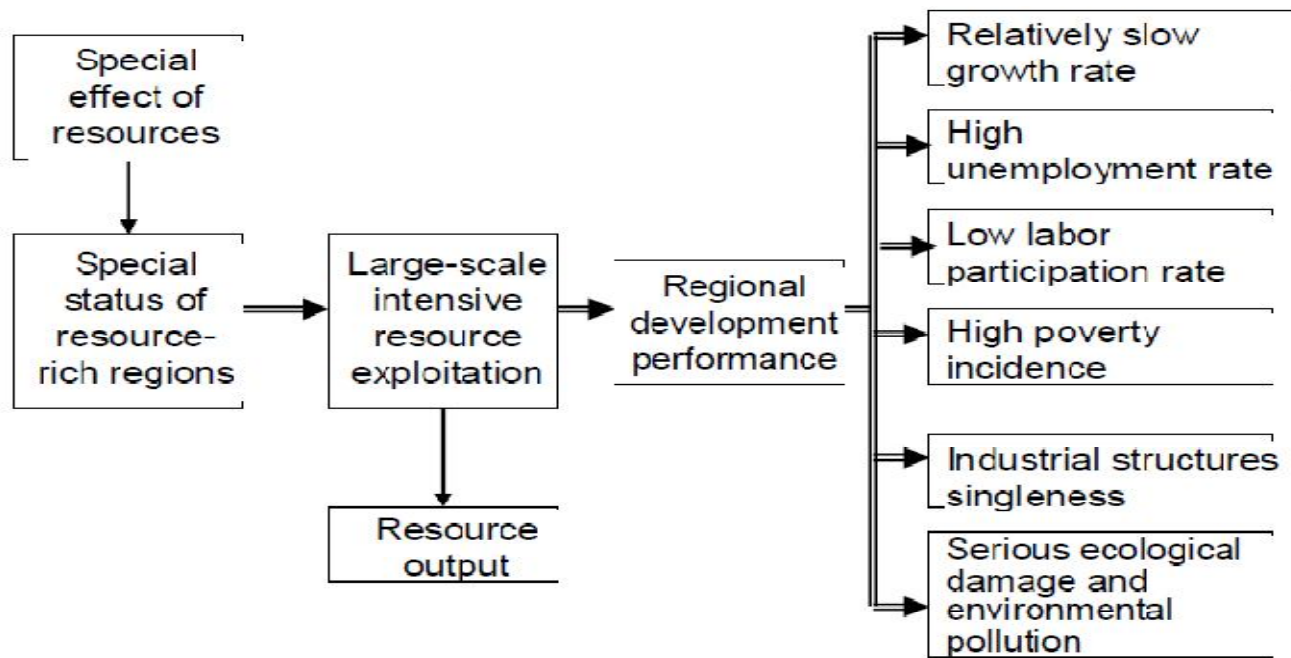 Special
effect of
resources
Special
status of
resource-
rich regions
Large-scale
intensive
resource
exploitation
Resource
output
Regional
development
performance
Relatively slow
growth rate
High
unemployment rate
Low labor
participation rate
High poverty
incidence
Industrial structures
singleness
Serious ecological
damage and
environmental
pollution